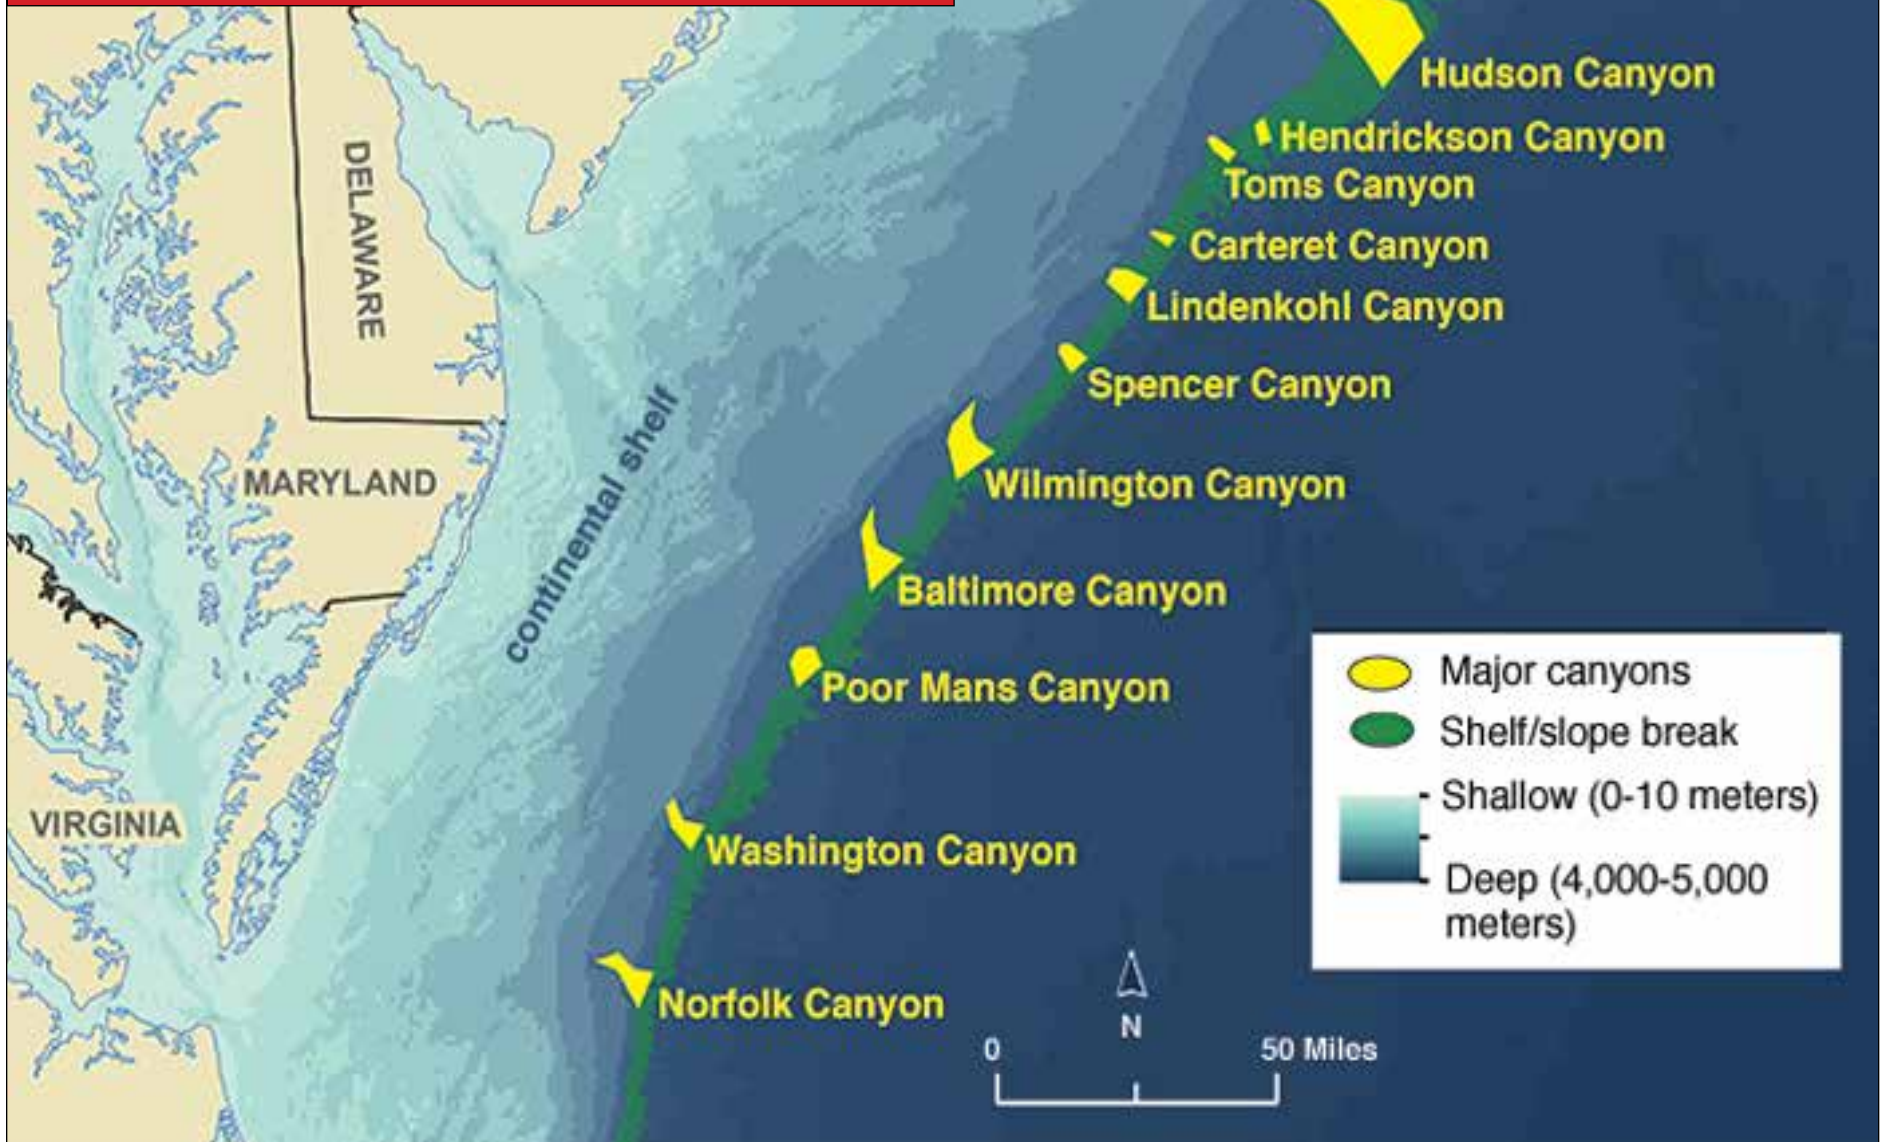 Hudson Canyon
Hendrickson Canyon
Toms Canyon
DELAWARE
Carteret Canyon
Lindenkohl Canyon
Spencer Canyon
continental shelf
MARYLAND
Wilmington Canyon
Baltimore Canyon
Poor Mans Canyon
Major canyons
Shelf/slope break
Shallow (0-10 meters)
Deep (4,000-5,000
meters)
VIRGINIA
Washington Canyon
Norfolk Canyon
N
0
50 Miles